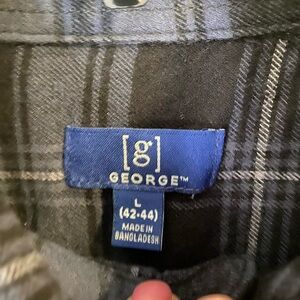 [g]
GEORGE™
L
(42-44)
MADE IN
BANGLADESH